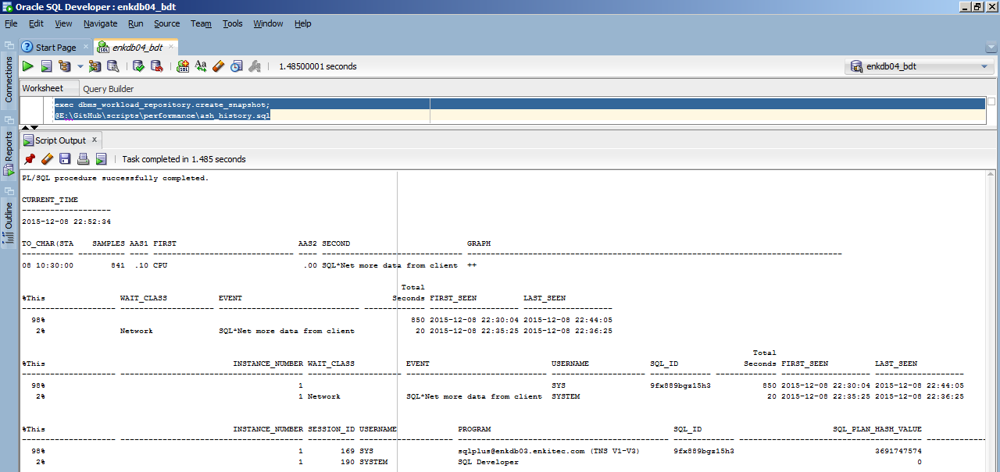 Oracle SQL Developer : enkdb04_bdt
File Edit View Navigate Run Source Team Tools Window Help
Start Page enkdb04_bdt
1.48500001 seconds enkdb04_bdt
Connections
Reports
Outline
Worksheet Query Builder
exec dbms_workload_repository.create_snapshot;
@E:\GitHub\scripts\performance\ash_history.sql
Script Output x
Task completed in 1.485 seconds
PL/SQL procedure successfully completed.
CURRENT_TIME
-------------------
2015-12-08 22:52:34
TO_CHAR(STA SAMPLES AAS1 FIRST AAS2 SECOND GRAPH
08 10:30:00 841 .10 CPU .00 SQL*Net more data from client ++
Total
%This WAIT_CLASS EVENT Seconds FIRST_SEEN LAST_SEEN
98% 850 2015-12-08 22:30:04 2015-12-08 22:44:05
2% Network SQL*Net more data from client 20 2015-12-08 22:35:25 2015-12-08 22:36:25
Total
%This INSTANCE_NUMBER WAIT_CLASS EVENT USERNAME SQL_ID Seconds FIRST_SEEN LAST_SEEN
98% 1 SYS 9fx889bgz15h3 850 2015-12-08 22:30:04 2015-12-08 22:44:05
2% 1 Network SQL*Net more data from client SYSTEM 20 2015-12-08 22:35:25 2015-12-08 22:36:25
%This INSTANCE_NUMBER SESSION_ID USERNAME PROGRAM SQL_ID SQL_PLAN_HASH_VALUE
98% 1 169 SYS sqlplus@enkdb03.enkitec.com (TNS V1-V3) 9fx889bgz15h3 3691747574
2% 1 190 SYSTEM SQL Developer 0